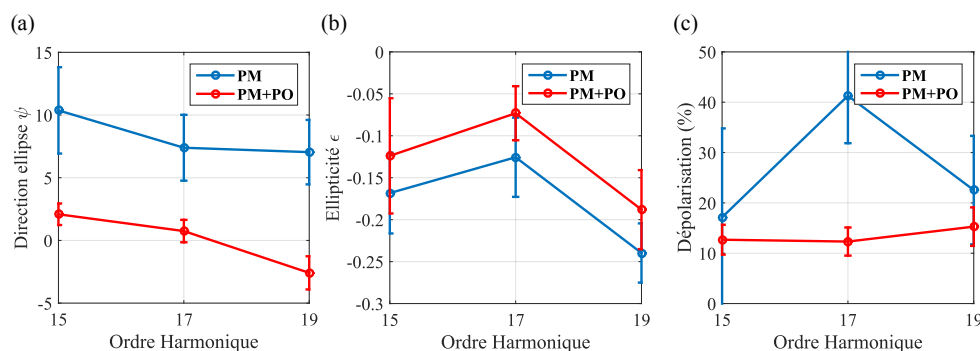 (a)
Direction ellipse ψ
15
10
5
0
-5
PM
PM+PO
15 17 19
Ordre Harmonique
(b)
Ellipticité ϵ
0
-0.05
-0.1
-0.15
-0.2
-0.25
-0.3
PM
PM+PO
15 17 19
Ordre Harmonique
(c)
Dépolarisation (%)
50
40
30
20
10
0
PM
PM+PO
15 17 19
Ordre Harmonique